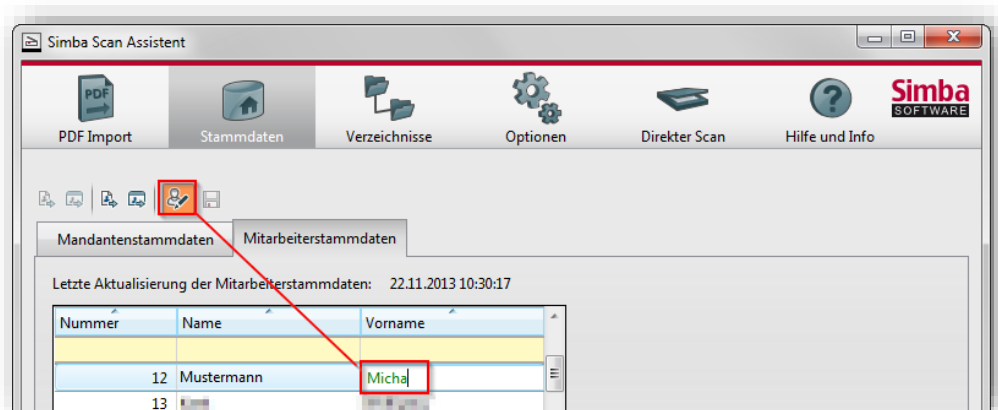 Simba Scan Assistent
PDF
PDF Import
Stammdaten
Verzeichnisse
Optionen
Direkter Scan
?
Hilfe und Info
Simba
SOFTWARE
Mandantenstammdaten
Mitarbeiterstammdaten
Letzte Aktualisierung der Mitarbeiterstammdaten: 22.11.2013 10:30:17
Nummer Name Vorname
12 Mustermann Micha
13